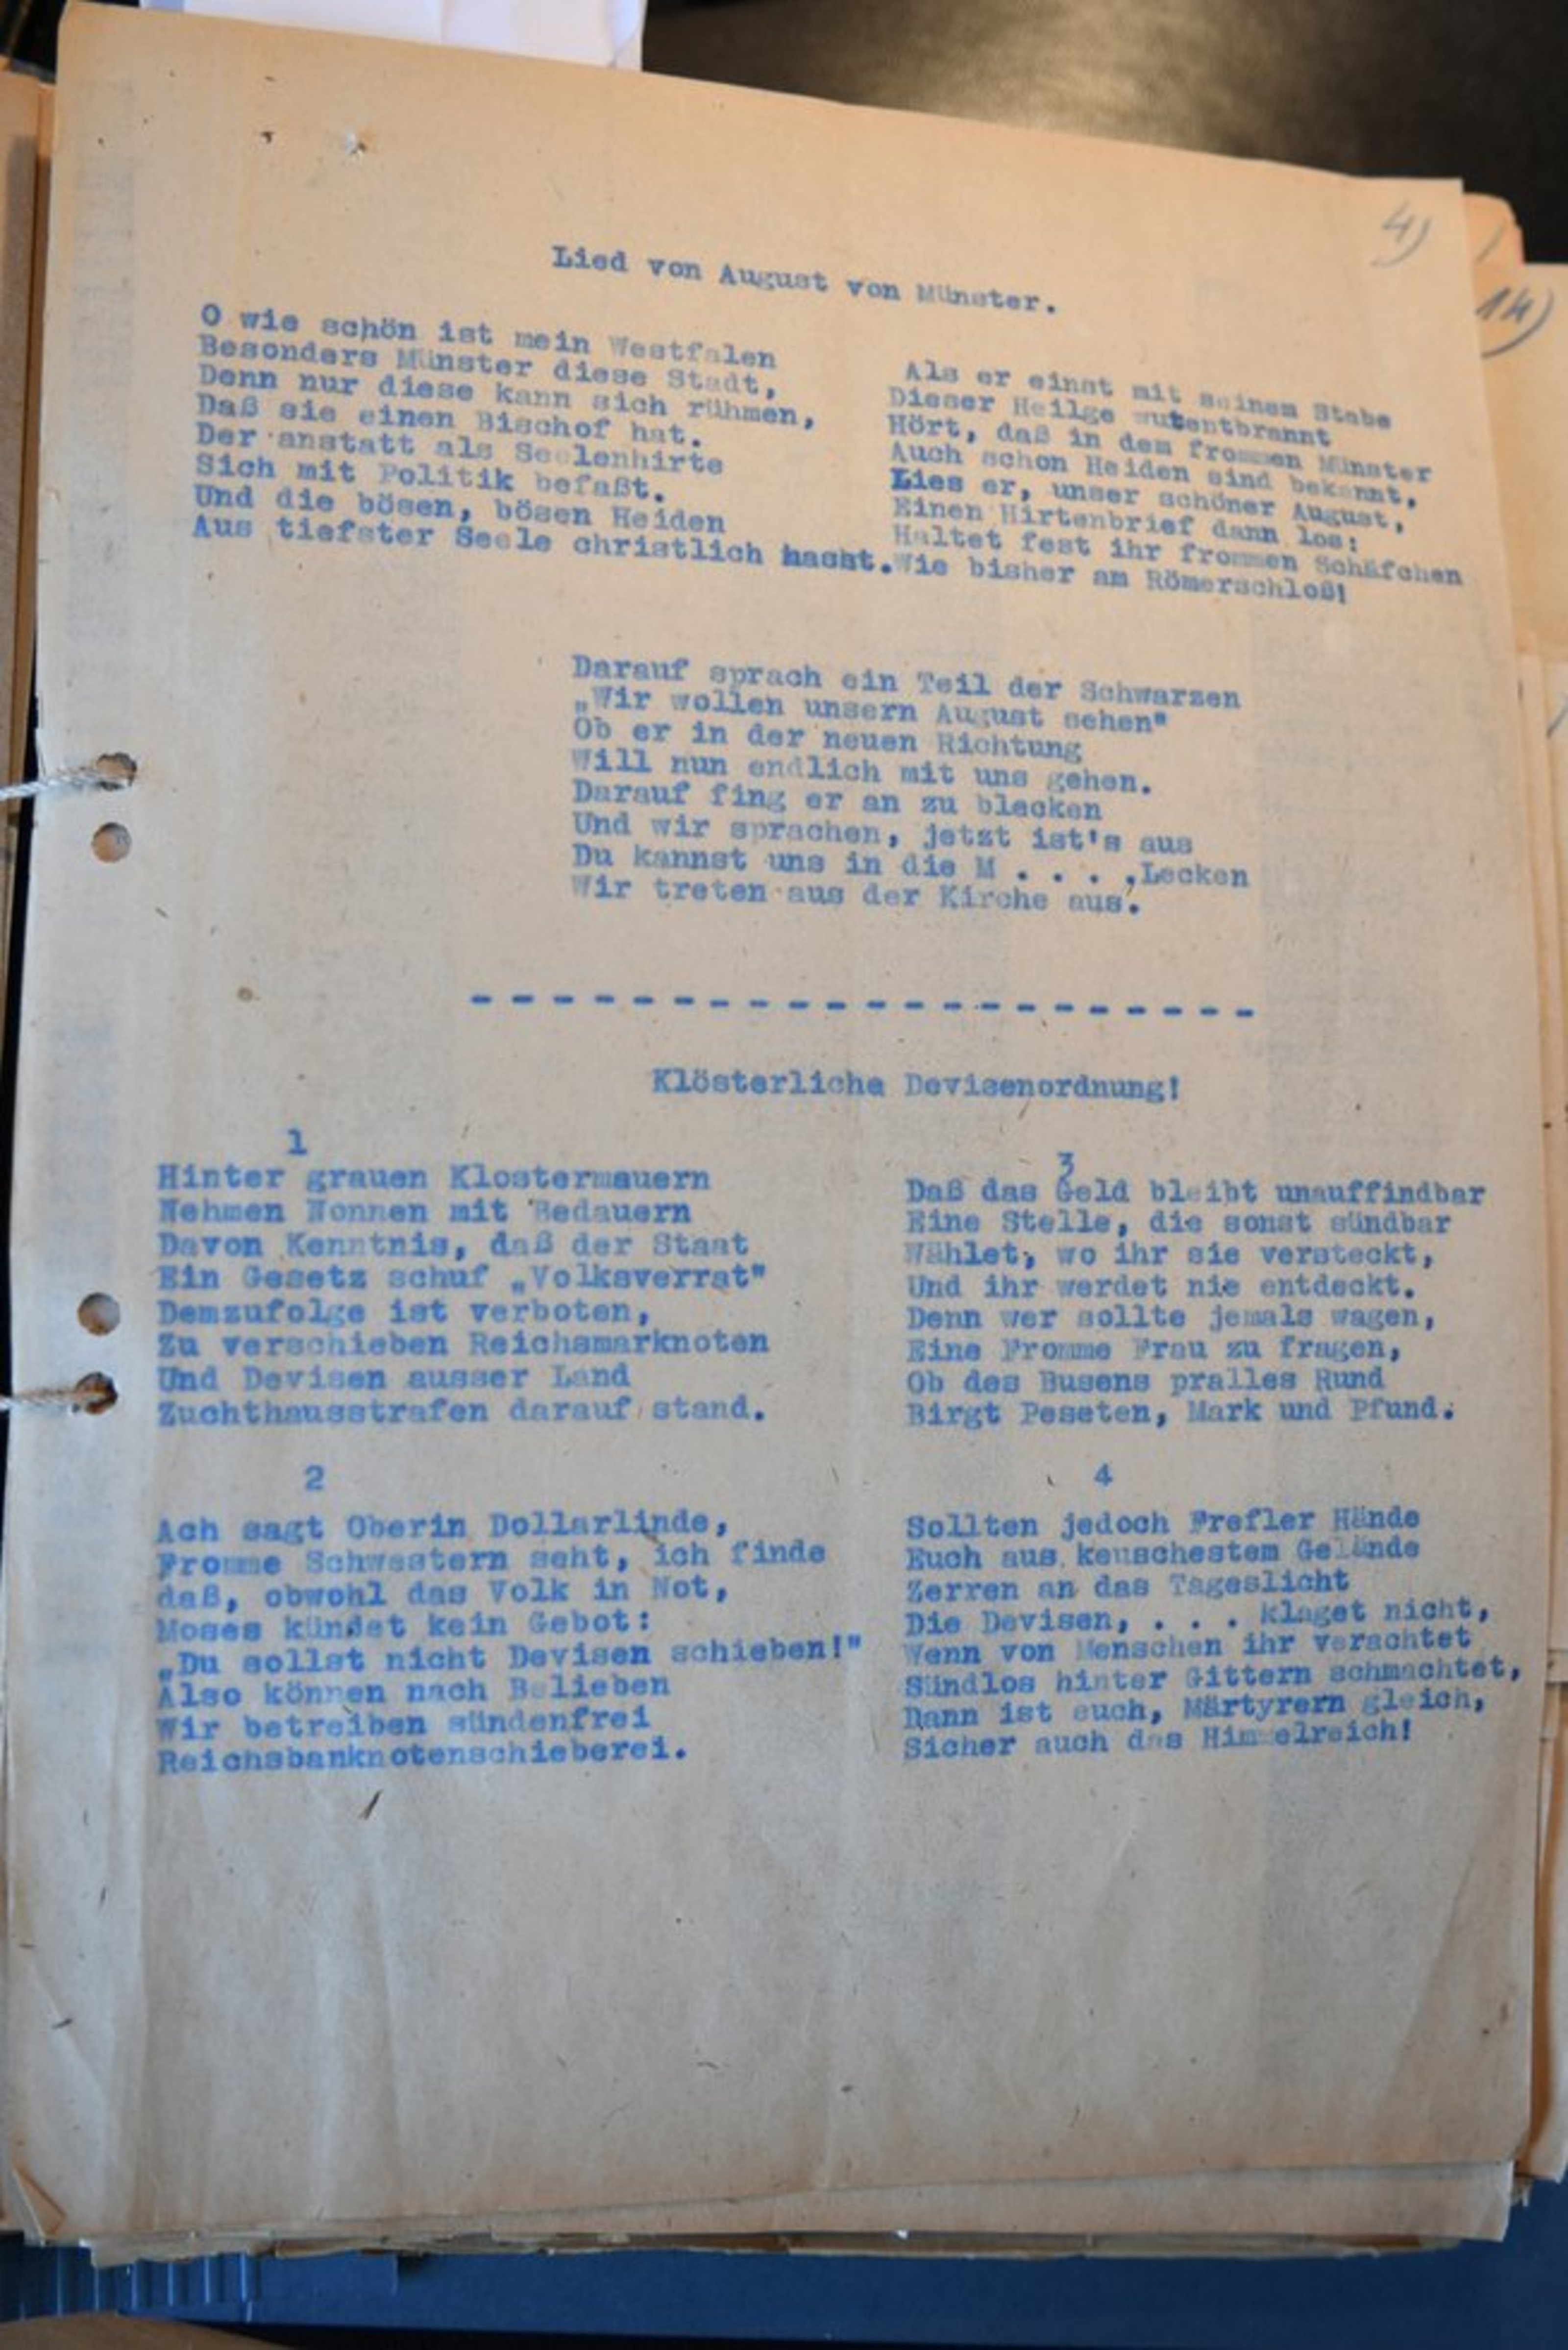 4)
14)
Lied von August von Münster.
O wie schön ist mein Westfalen
Besonders Münster diese Stadt,
Denn nur diese kann sich rühmen,
Daß sie einen Bischof hat.
Der anstatt als Seelenhirte
Sich mit Politik befaßt.
Und die bösen, bösen Heiden
Aus tiefster Seele christlich hasst.
Als er einst mit seinem Stabe
Dieser Heilge wutentbrannt
Hört, daß in dem frommen Münster
Auch schon Heiden sind bekannt,
Lies er, unser schöner August,
Einen Hirtenbrief dann los:
Haltet fest ihr frommen Schäfchen
Wie bisher am Römerschloß!
Darauf sprach ein Teil der Schwarzen
„Wir wollen unsern August sehen"
Ob er in der neuen Richtung
Will nun endlich mit uns gehen.
Darauf fing er an zu blecken
Und wir sprachen, jetzt ist's aus
Du kannst uns in die M . . . ,Lecken
Wir treten aus der Kirche aus.
- - - - - - - - - - - - - - - - - - - -
Klösterliche Devisenordnung!
1
Hinter grauen Klostermauern
Nehmen Nonnen mit Bedauern
Davon Kenntnis, daß der Staat
Ein Gesetz schuf „Volksverrat"
Demzufolge ist verboten,
Zu verschieben Reichsmarknoten
Und Devisen ausser Land
Zuchthausstrafen darauf stand.
2
Ach sagt Oberin Dollarlinde,
Fromme Schwestern seht, ich finde
daß, obwohl das Volk in Not,
Moses kündet kein Gebot:
„Du sollst nicht Devisen schieben!"
Also können nach Belieben
Wir betreiben sündenfrei
Reichsbanknotenschieberei.
3
Daß das Geld bleibt unauffindbar
Eine Stelle, die sonst sündbar
Wählet, wo ihr sie versteckt,
Und ihr werdet nie entdeckt.
Denn wer sollte jemals wagen,
Eine Fromme Frau zu fragen,
Ob des Busens pralles Rund
Birgt Peseten, Mark und Pfund.
4
Sollten jedoch Frefler Hände
Euch aus keuschestem Gelände
Zerren an das Tageslicht
Die Devisen, . . . klaget nicht,
Wenn von Menschen ihr verachtet
Sündlos hinter Gittern schmachtet,
Dann ist euch, Märtyrern gleich,
Sicher auch das Himmelreich!